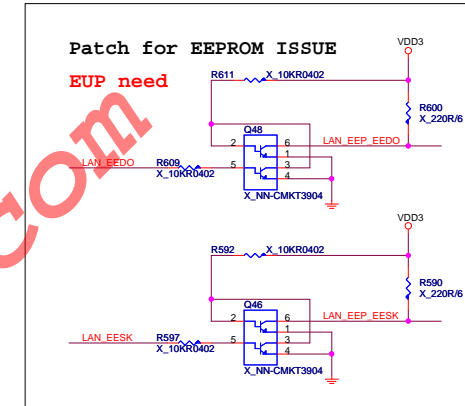 Patch for EEPROM ISSUE
EUP need
VDD3
R611
X_10KR0402
R600
X_220R/6
Q48
LAN_EEP_EEDO
2
6
1
LAN_EEDO
R609
5
3
4
X_10KR0402
X_NN-CMKT3904
VDD3
R592
X_10KR0402
R590
X_220R/6
Q46
LAN_EEP_EESK
2
6
1
LAN_EESK
R597
5
3
4
X_10KR0402
X_NN-CMKT3904
com